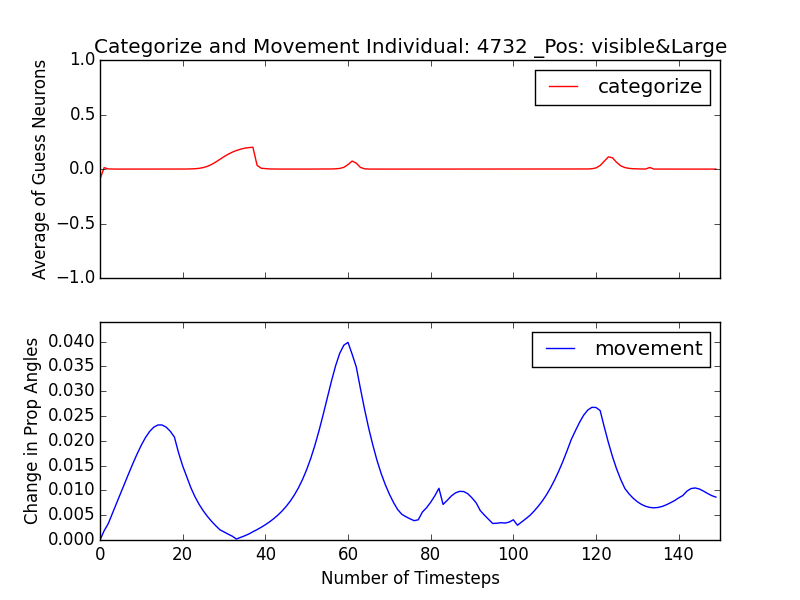 Categorize and Movement Individual: 4732 _Pos: visible&Large
1.0
0.5
0.0
−0.5
−1.0
Average of Guess Neurons
categorize
0.040
0.035
0.030
0.025
0.020
0.015
0.010
0.005
0.000
Change in Prop Angles
movement
0 20 40 60 80 100 120 140
Number of Timesteps